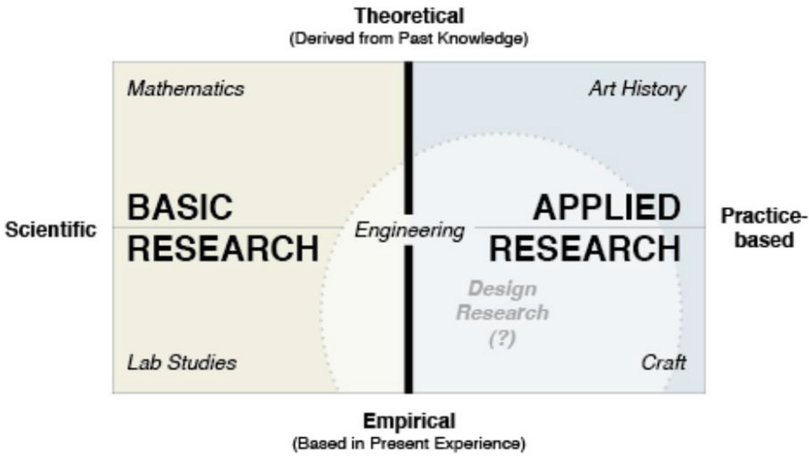 Theoretical
(Derived from Past Knowledge)
Mathematics
Art History
BASIC
RESEARCH
APPLIED
RESEARCH
Scientific
Engineering
Practice-
based
Design
Research
(?)
Lab Studies
Craft
Empirical
(Based in Present Experience)